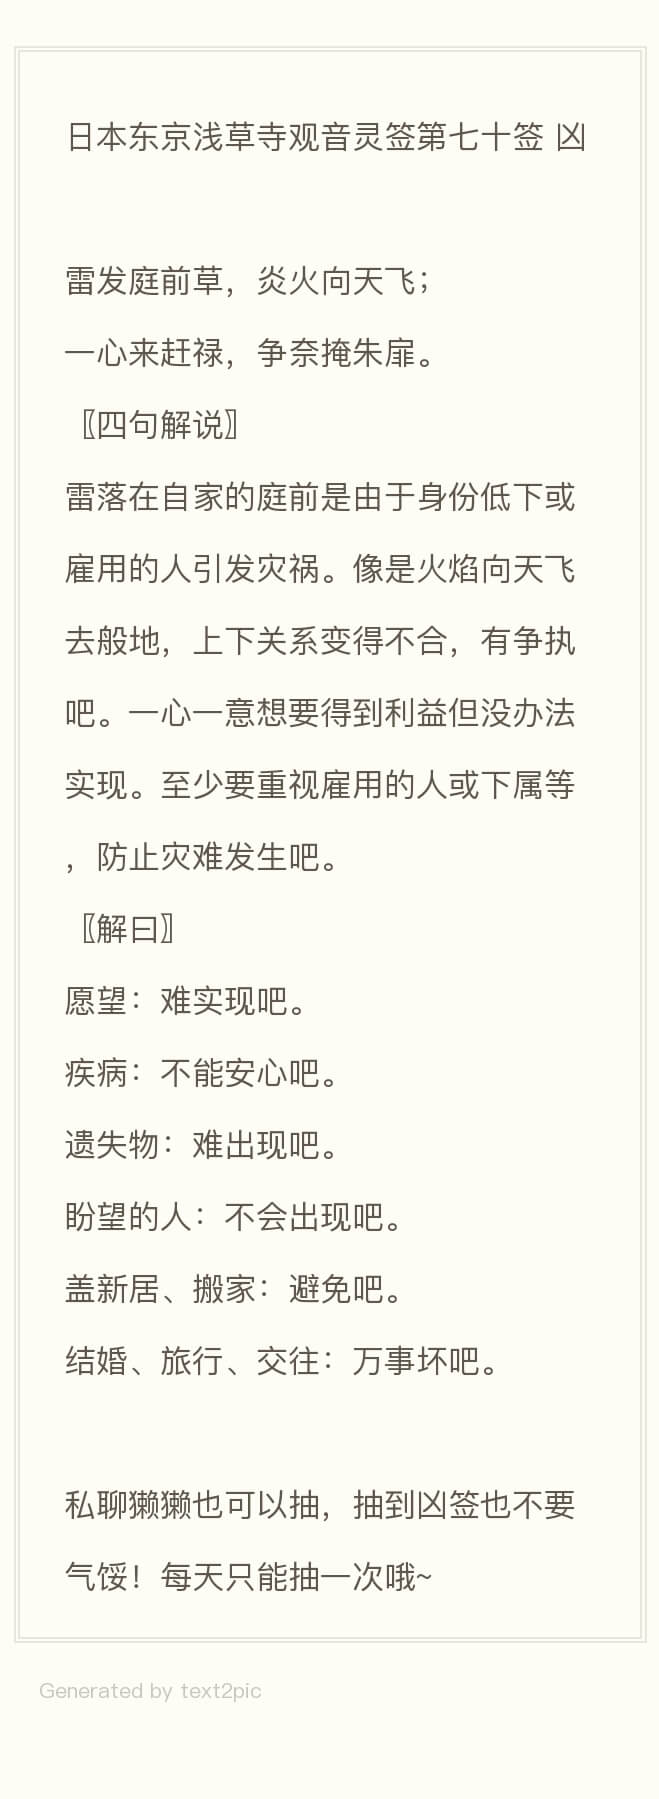 日本东京浅草寺观音灵签第七十签 凶
雷发庭前草，炎火向天飞；
一心来赶禄，争奈掩朱扉。
〖四句解说〗
雷落在自家的庭前是由于身份低下或
雇用的人引发灾祸。像是火焰向天飞
去般地，上下关系变得不合，有争执
吧。一心一意想要得到利益但没办法
实现。至少要重视雇用的人或下属等
，防止灾难发生吧。
〖解曰〗
愿望：难实现吧。
疾病：不能安心吧。
遗失物：难出现吧。
盼望的人：不会出现吧。
盖新居、搬家：避免吧。
结婚、旅行、交往：万事坏吧。
私聊獭獭也可以抽，抽到凶签也不要
气馁！每天只能抽一次哦~
Generated by text2pic